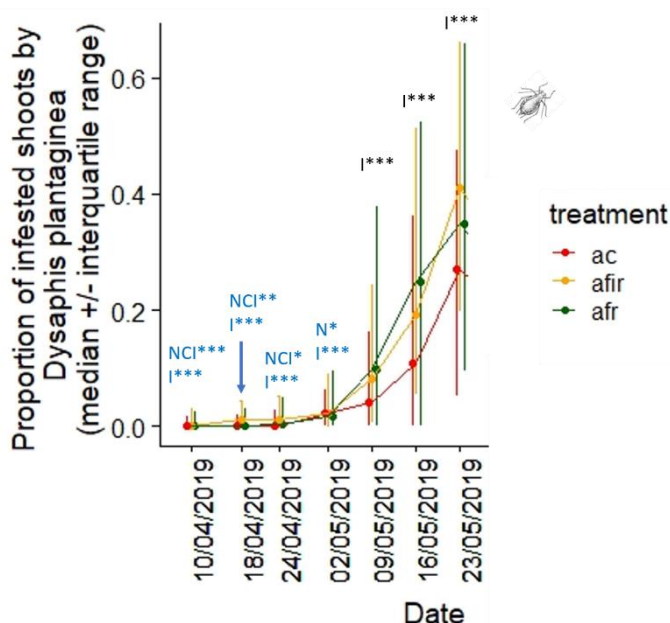 Proportion of infested shoots by
Dysaphis plantaginea
(median +/- interquartile range)
0.6
0.4
0.2
0.0
NCI***
I***
NCI**
I***
NCI*
I***
N*
I***
I***
I***
I***
10/04/2019
18/04/2019
24/04/2019
02/05/2019
09/05/2019
16/05/2019
23/05/2019
Date
treatment
ac
afir
afr